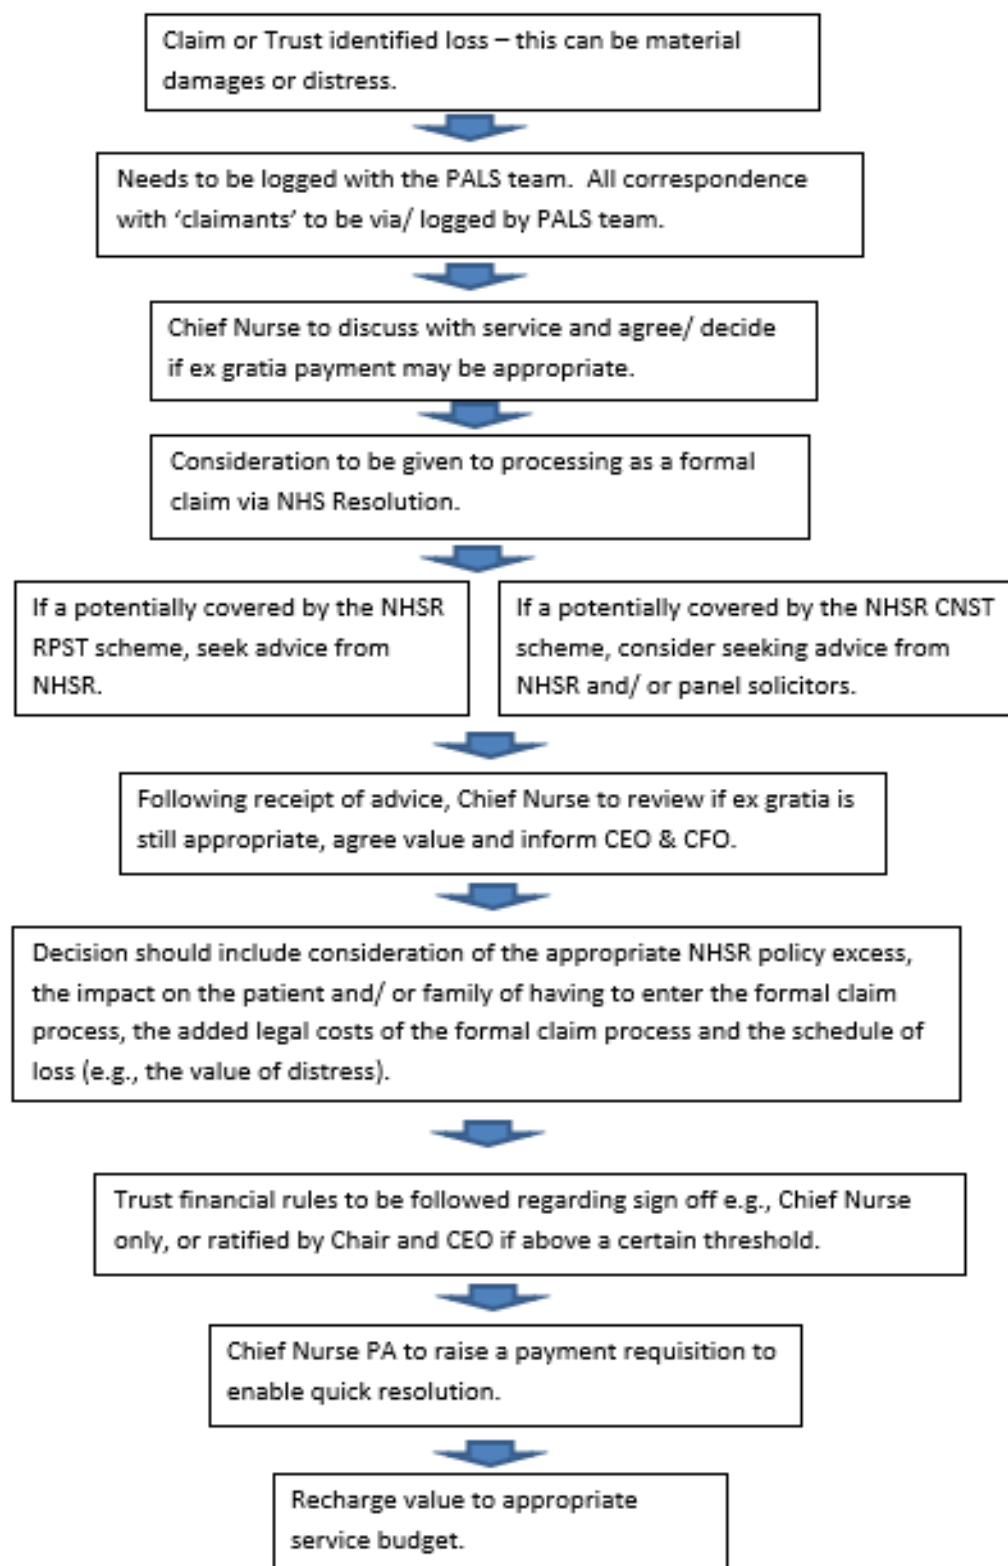 Claim or Trust identified loss – this can be material
damages or distress.
Needs to be logged with the PALS team.  All correspondence
with ‘claimants’ to be via/ logged by PALS team.
Chief Nurse to discuss with service and agree/ decide
if ex gratia payment may be appropriate.
Consideration to be given to processing as a formal
claim via NHS Resolution.
If a potentially covered by the NHSR
RPST scheme, seek advice from
NHSR.
If a potentially covered by the NHSR CNST
scheme, consider seeking advice from
NHSR and/ or panel solicitors.
Following receipt of advice, Chief Nurse to review if ex gratia is
still appropriate, agree value and inform CEO & CFO.
Decision should include consideration of the appropriate NHSR policy excess,
the impact on the patient and/ or family of having to enter the formal claim
process, the added legal costs of the formal claim process and the schedule of
loss (e.g., the value of distress).
Trust financial rules to be followed regarding sign off e.g., Chief Nurse
only, or ratified by Chair and CEO if above a certain threshold.
Chief Nurse PA to raise a payment requisition to
enable quick resolution.
Recharge value to appropriate
service budget.